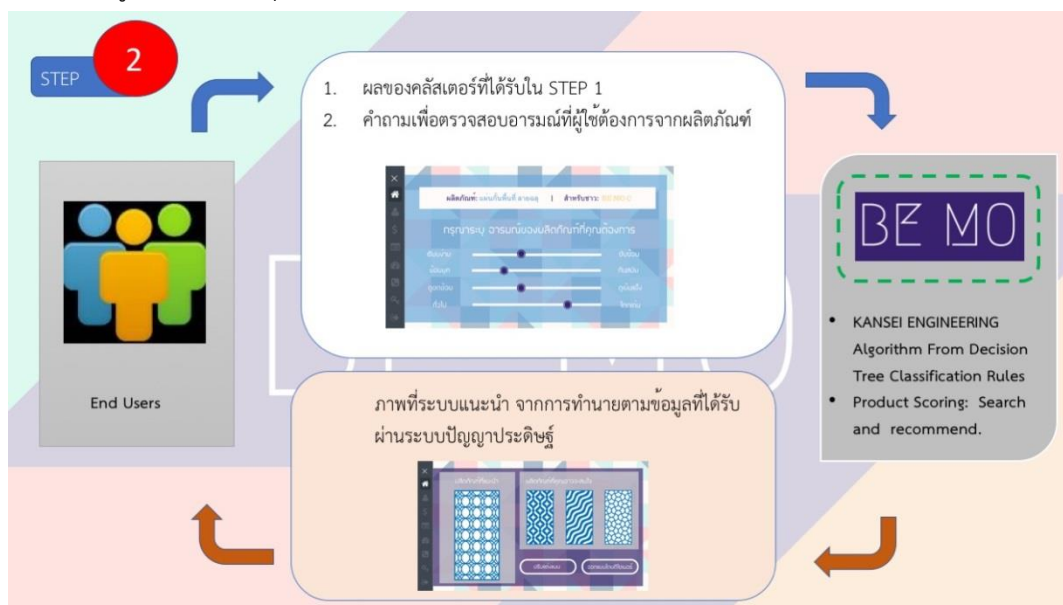 STEP
2
1. ผลของคลัสเตอร์ที่ได้รับใน STEP 1
2. คำถามเพื่อตรวจสอบอารมณ์ที่ผู้ใช้ต้องการจากผลิตภัณฑ์
กรุณาระบุ อารมณ์ของผลิตภัณฑ์ที่คุณต้องการ
End Users
BE MO
• KANSEI ENGINEERING
Algorithm From Decision
Tree Classification Rules
• Product Scoring: Search
and recommend.
ภาพที่ระบบแนะนำ จากการทำนายตามข้อมูลที่ได้รับ
ผ่านระบบปัญญาประดิษฐ์